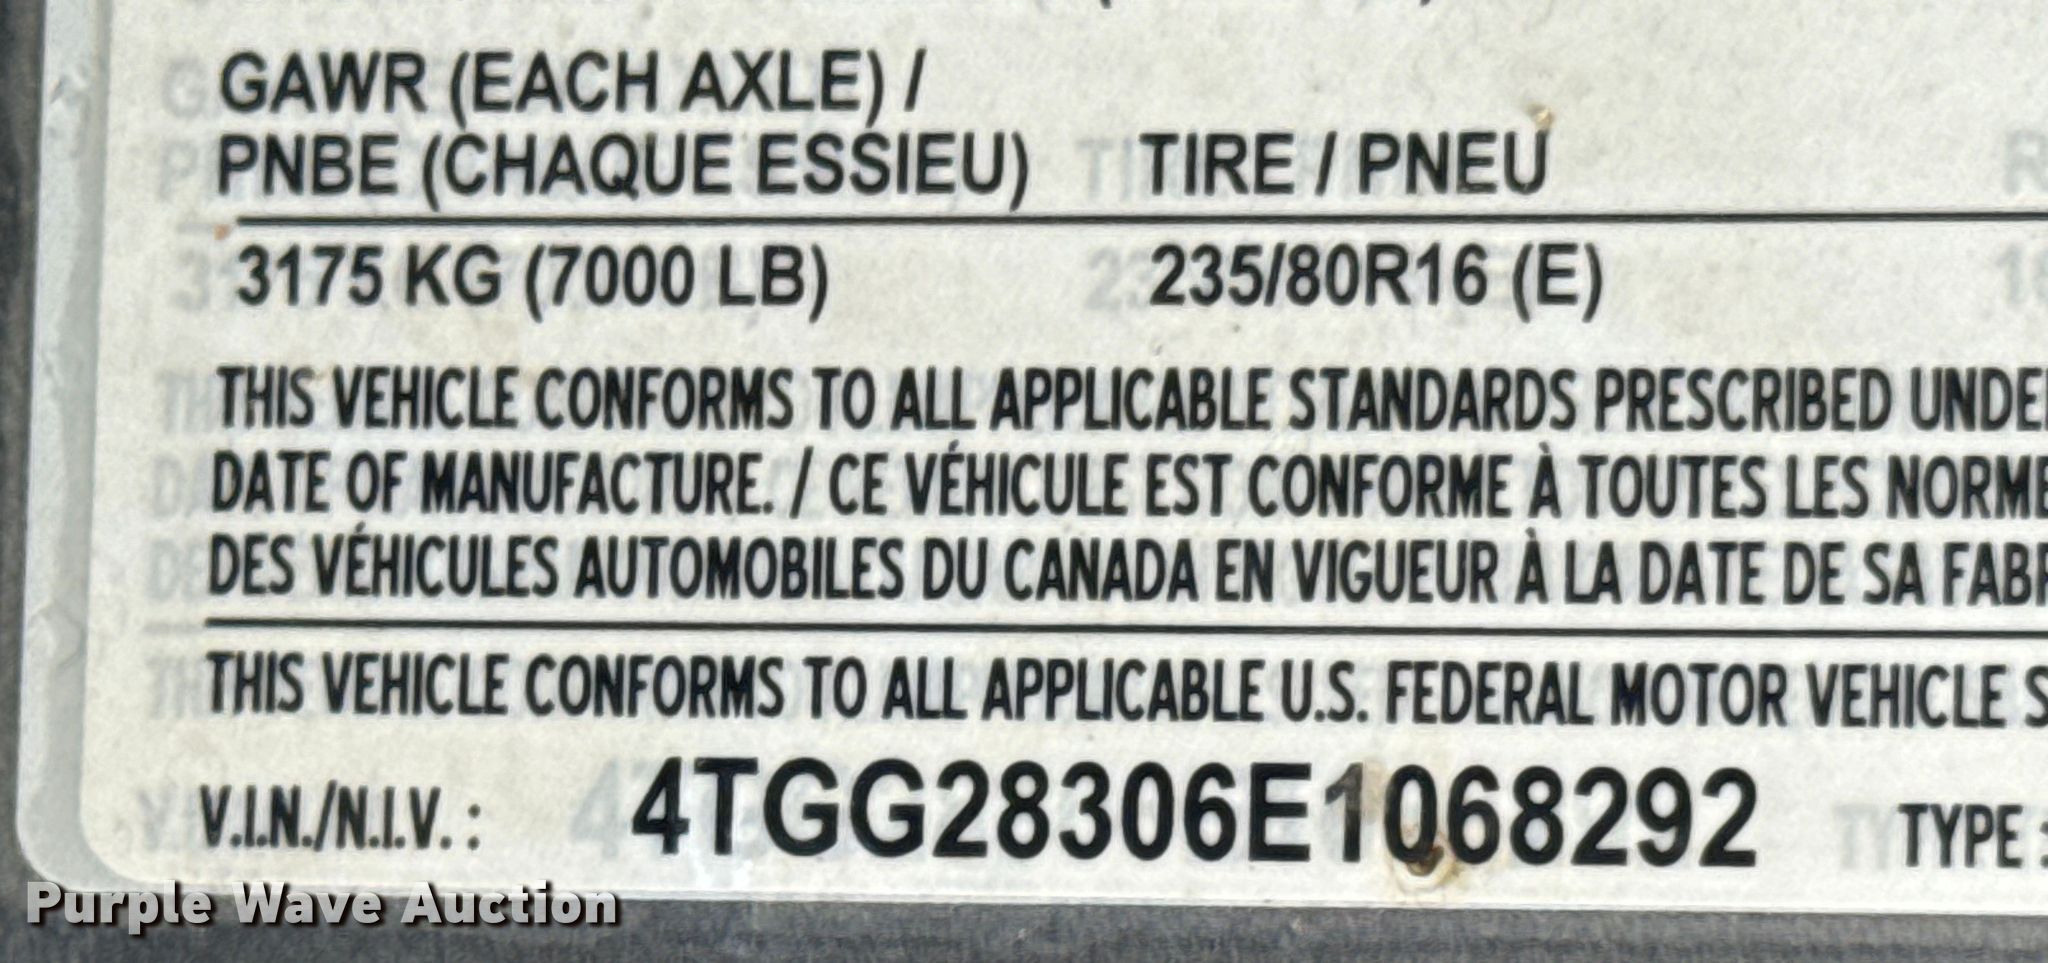 GAWR (EACH AXLE) /
PNBE (CHAQUE ESSIEU) TIRE / PNEU
3175 KG (7000 LB) 235/80R16 (E)
THIS VEHICLE CONFORMS TO ALL APPLICABLE STANDARDS PRESCRIBED UNDE
DATE OF MANUFACTURE. / CE VÉHICULE EST CONFORME À TOUTES LES NORME
DES VÉHICULES AUTOMOBILES DU CANADA EN VIGUEUR À LA DATE DE SA FAB
THIS VEHICLE CONFORMS TO ALL APPLICABLE U.S. FEDERAL MOTOR VEHICLE S
V.I.N./N.I.V. : 4TGG28306E1068292 TYPE :
Purple Wave Auction